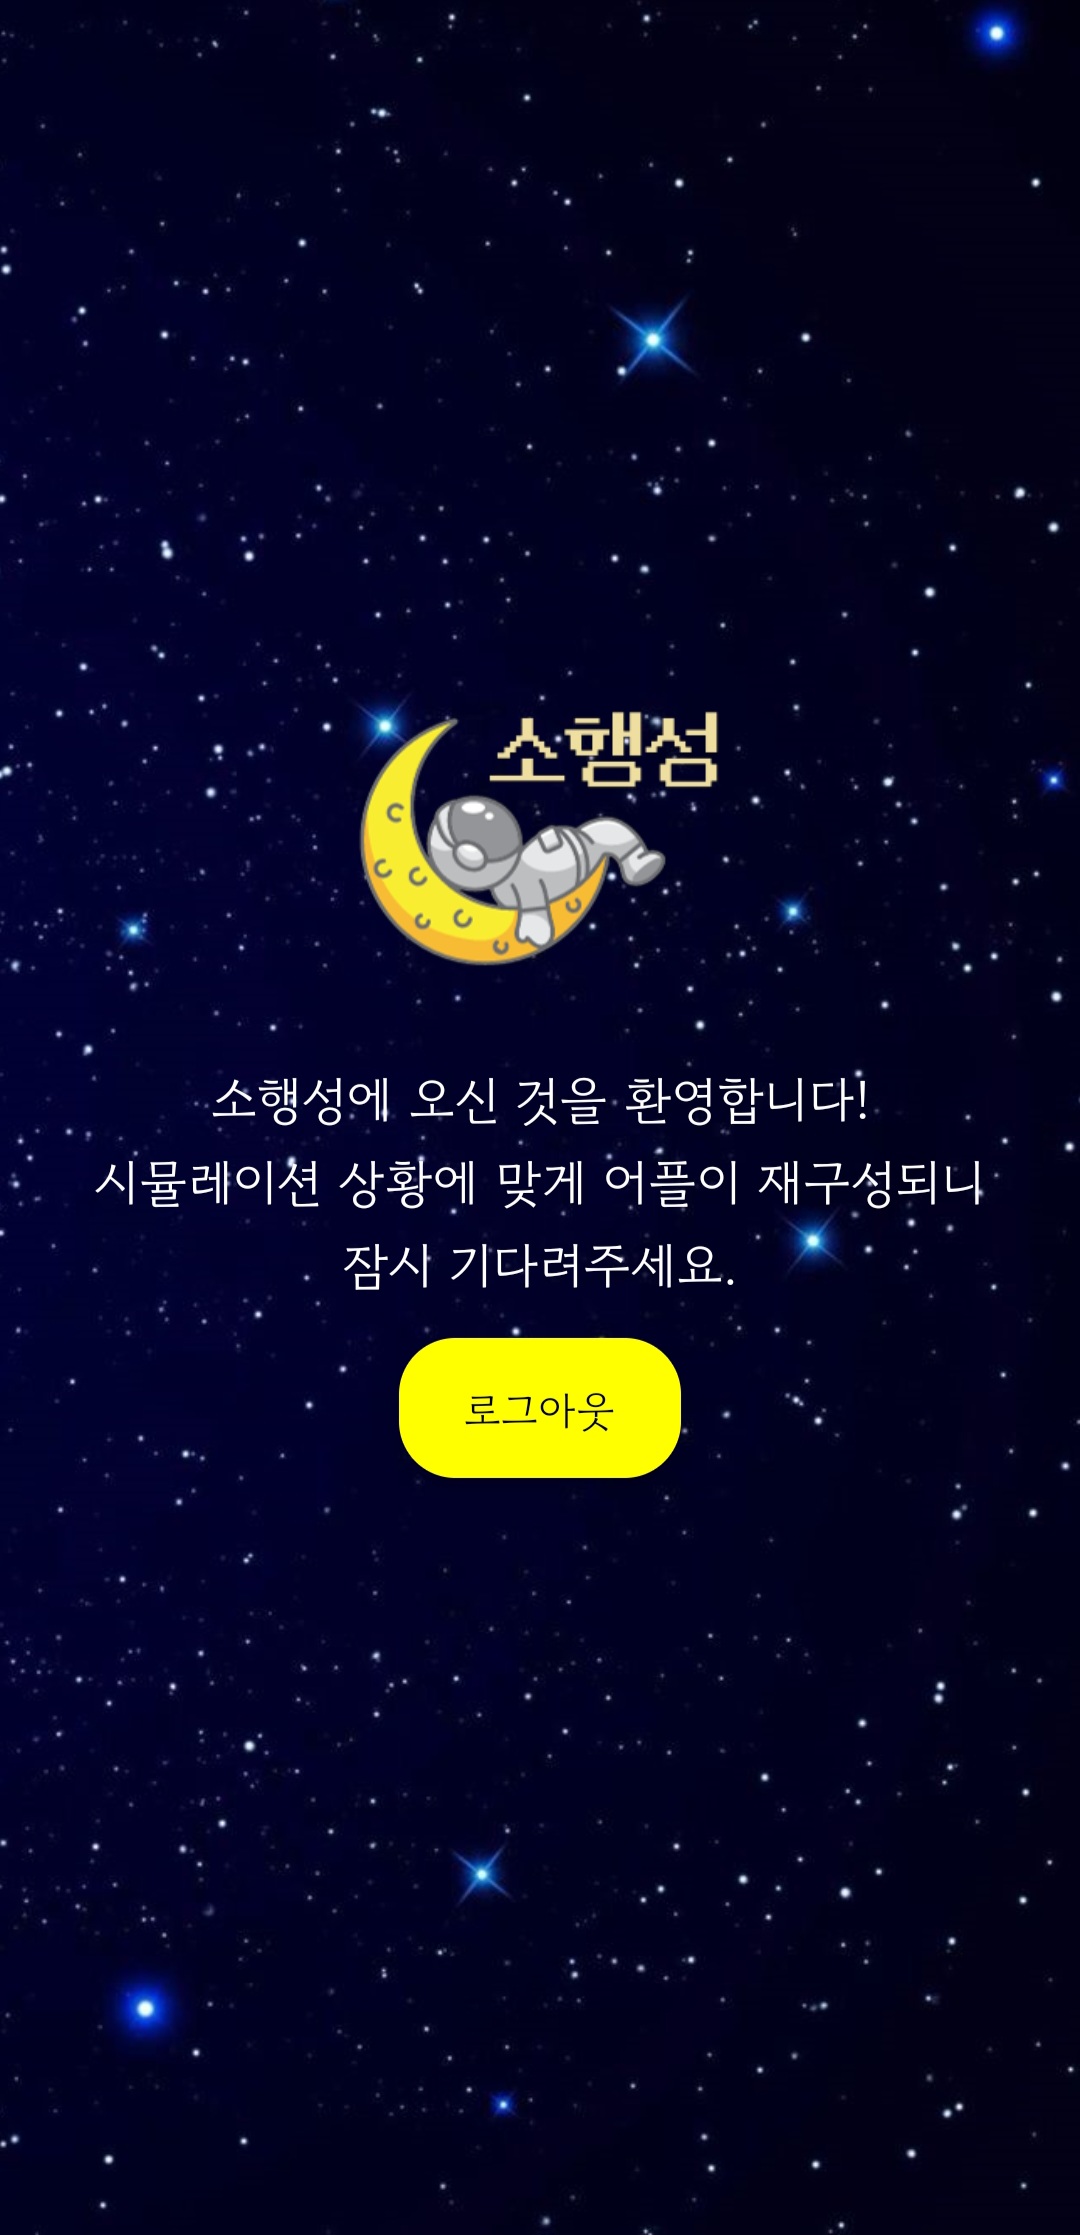 소행성
소행성에 오신 것을 환영합니다!
시뮬레이션 상황에 맞게 어플이 재구성되니
잠시 기다려주세요.
로그아웃